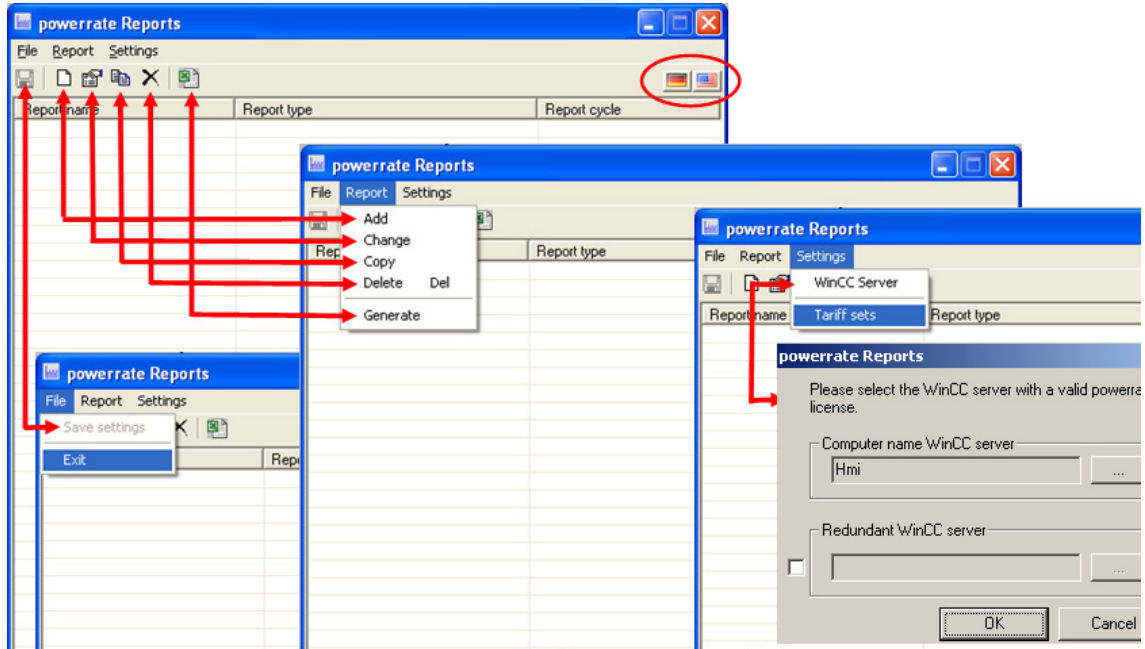 powerrate Reports
File Report Settings
Report name Report type Report cycle
powerrate Reports
File Report Settings
Add
Change
Copy
Delete Del
Generate
Rep Report type
powerrate Reports
File Report Settings
WinCC Server
Tariff sets
Report name Report type
powerrate Reports
Please select the WinCC server with a valid powerra
license.
Computer name WinCC server
Hmi
...
Redundant WinCC server
...
OK Cancel
powerrate Reports
File Report Settings
Save settings
Exit
Repo